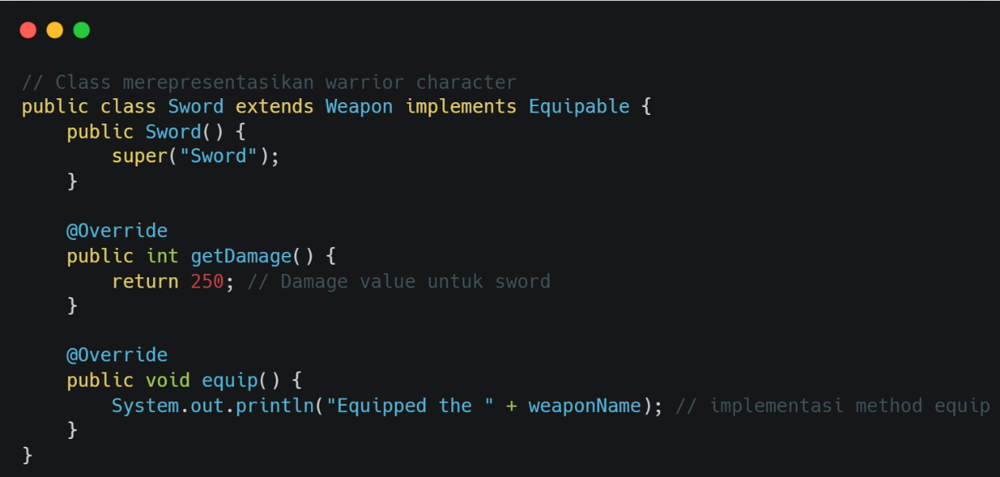 // Class merepresentasikan warrior character
public class Sword extends Weapon implements Equipable {
    public Sword() {
        super("Sword");
    }

    @Override
    public int getDamage() {
        return 250; // Damage value untuk sword
    }

    @Override
    public void equip() {
        System.out.println("Equipped the " + weaponName); // implementasi method equip
    }
}